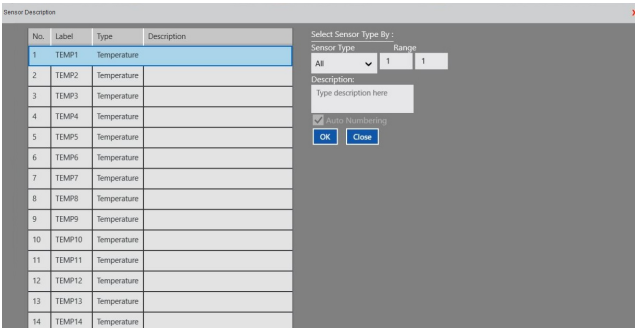 Sensor Description
X
No. Label Type Description
1 TEMP1 Temperature
2 TEMP2 Temperature
3 TEMP3 Temperature
4 TEMP4 Temperature
5 TEMP5 Temperature
6 TEMP6 Temperature
7 TEMP7 Temperature
8 TEMP8 Temperature
9 TEMP9 Temperature
10 TEMP10 Temperature
11 TEMP11 Temperature
12 TEMP12 Temperature
13 TEMP13 Temperature
14 TEMP14 Temperature
Select Sensor Type By :
Sensor Type Range
All 1 1
Description:
Type description here
Auto Numbering
OK Close